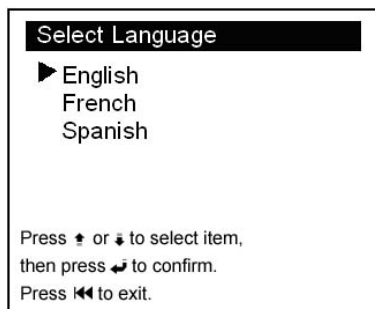 Select Language
English
French
Spanish
Press ⬆ or ⬇ to select item,
then press ↵ to confirm.
Press ⏮ to exit.